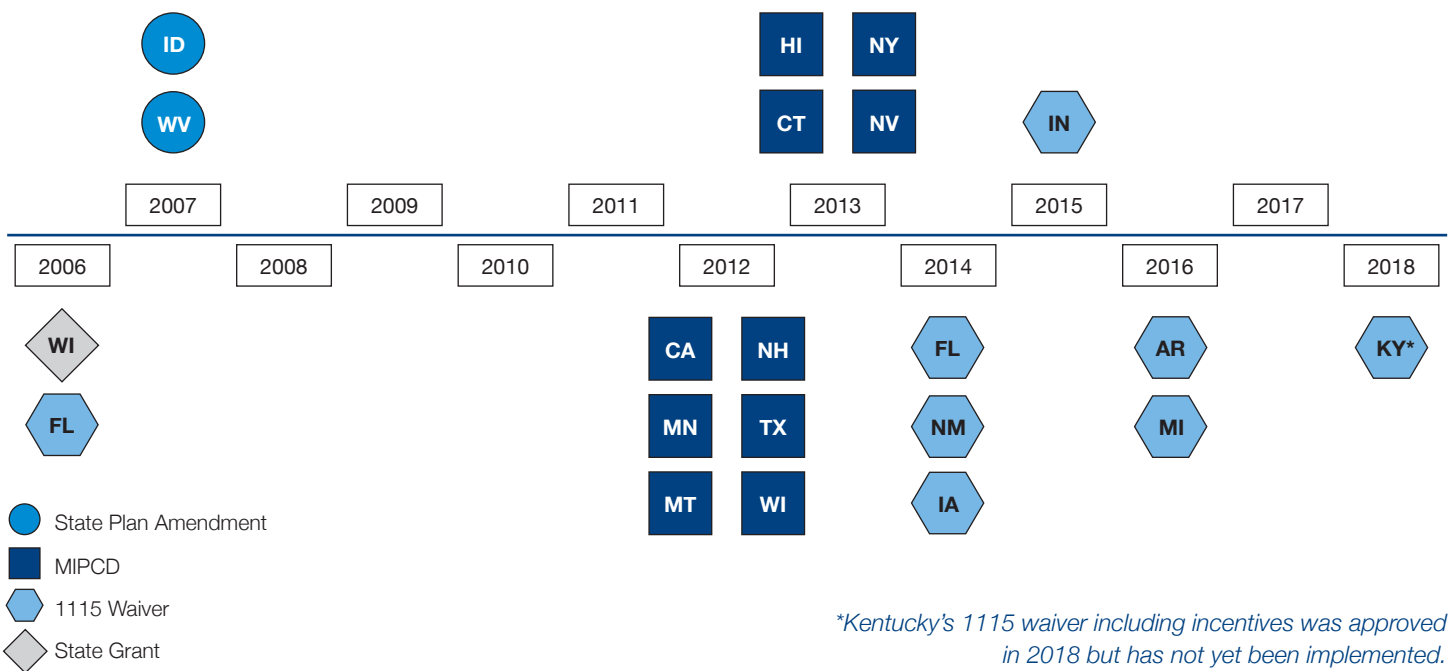 ID
HI NY
WV
CT NV
IN
2007 2009 2011 2013 2015 2017
2006 2008 2010 2012 2014 2016 2018
WI
CA NH
FL
AR
KY*
FL
MN TX
NM
MI
MT WI
IA
State Plan Amendment
MIPCD
1115 Waiver
State Grant
*Kentucky's 1115 waiver including incentives was approved
in 2018 but has not yet been implemented.